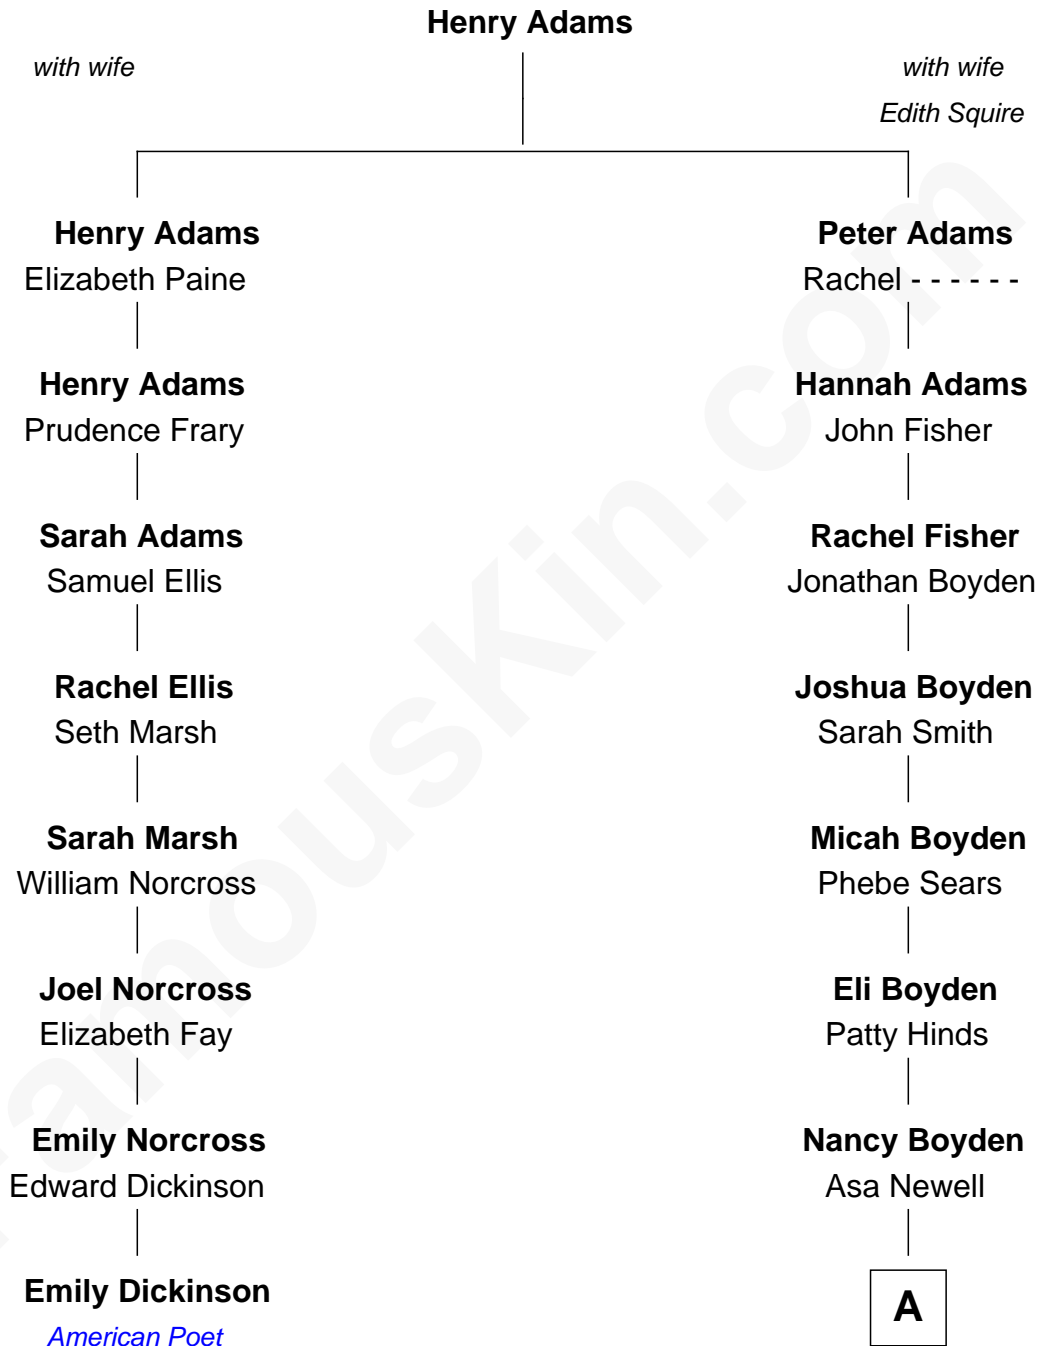 Henry Adams
with wife
with wife
Edith Squire
Henry Adams
Elizabeth Paine
Peter Adams
Rachel - - - - - -
Henry Adams
Prudence Frary
Hannah Adams
John Fisher
Sarah Adams
Samuel Ellis
Rachel Fisher
Jonathan Boyden
Rachel Ellis
Seth Marsh
Joshua Boyden
Sarah Smith
Sarah Marsh
William Norcross
Micah Boyden
Phebe Sears
Joel Norcross
Elizabeth Fay
Eli Boyden
Patty Hinds
Emily Norcross
Edward Dickinson
Nancy Boyden
Asa Newell
Emily Dickinson
American Poet
A
FamousKin.com